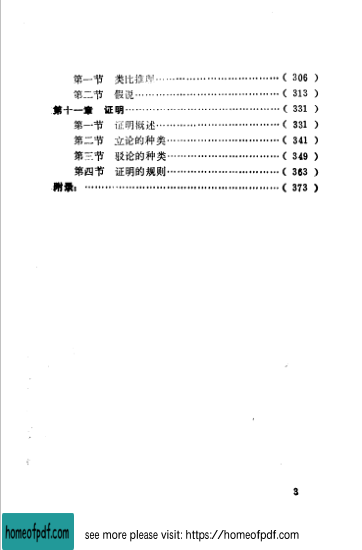 第一节 类比推理……………………………( 306 )
第二节 假说…………………………………( 313 )
第十一章 证明…………………………………( 331 )
第一节 证明概述……………………………( 331 )
第二节 立论的种类…………………………( 341 )
第三节 驳论的种类…………………………( 349 )
第四节 证明的规则…………………………( 363 )
附录: ……………………………………………( 373 )
3
homeofpdf.com see more please visit: https://homeofpdf.com